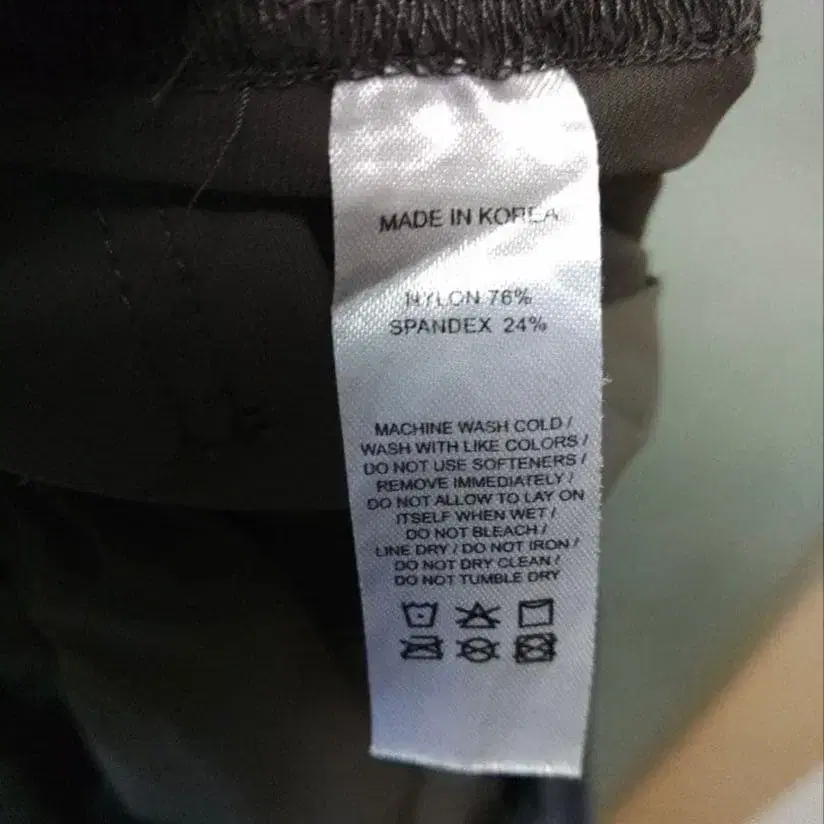 MADE IN KOREA
NYLON 76%
SPANDEX 24%
MACHINE WASH COLD /
WASH WITH LIKE COLORS /
DO NOT USE SOFTENERS /
REMOVE IMMEDIATELY /
DO NOT ALLOW TO LAY ON
ITSELF WHEN WET /
DO NOT BLEACH /
LINE DRY / DO NOT IRON /
DO NOT DRY CLEAN /
DO NOT TUMBLE DRY